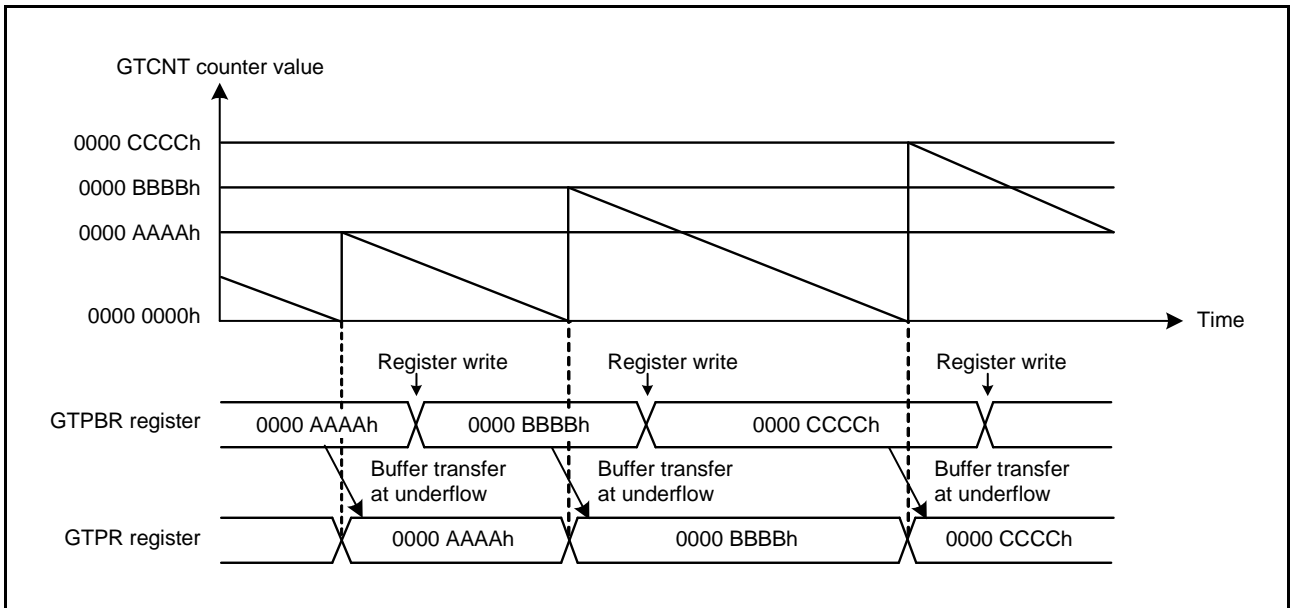 GTCNT counter value
0000 CCCCh
0000 BBBBh
0000 AAAAh
0000 0000h
Time
Register write
Register write
Register write
GTPBR register
0000 AAAAh
0000 BBBBh
0000 CCCCh
Buffer transfer
at underflow
Buffer transfer
at underflow
Buffer transfer
at underflow
GTPR register
0000 AAAAh
0000 BBBBh
0000 CCCCh